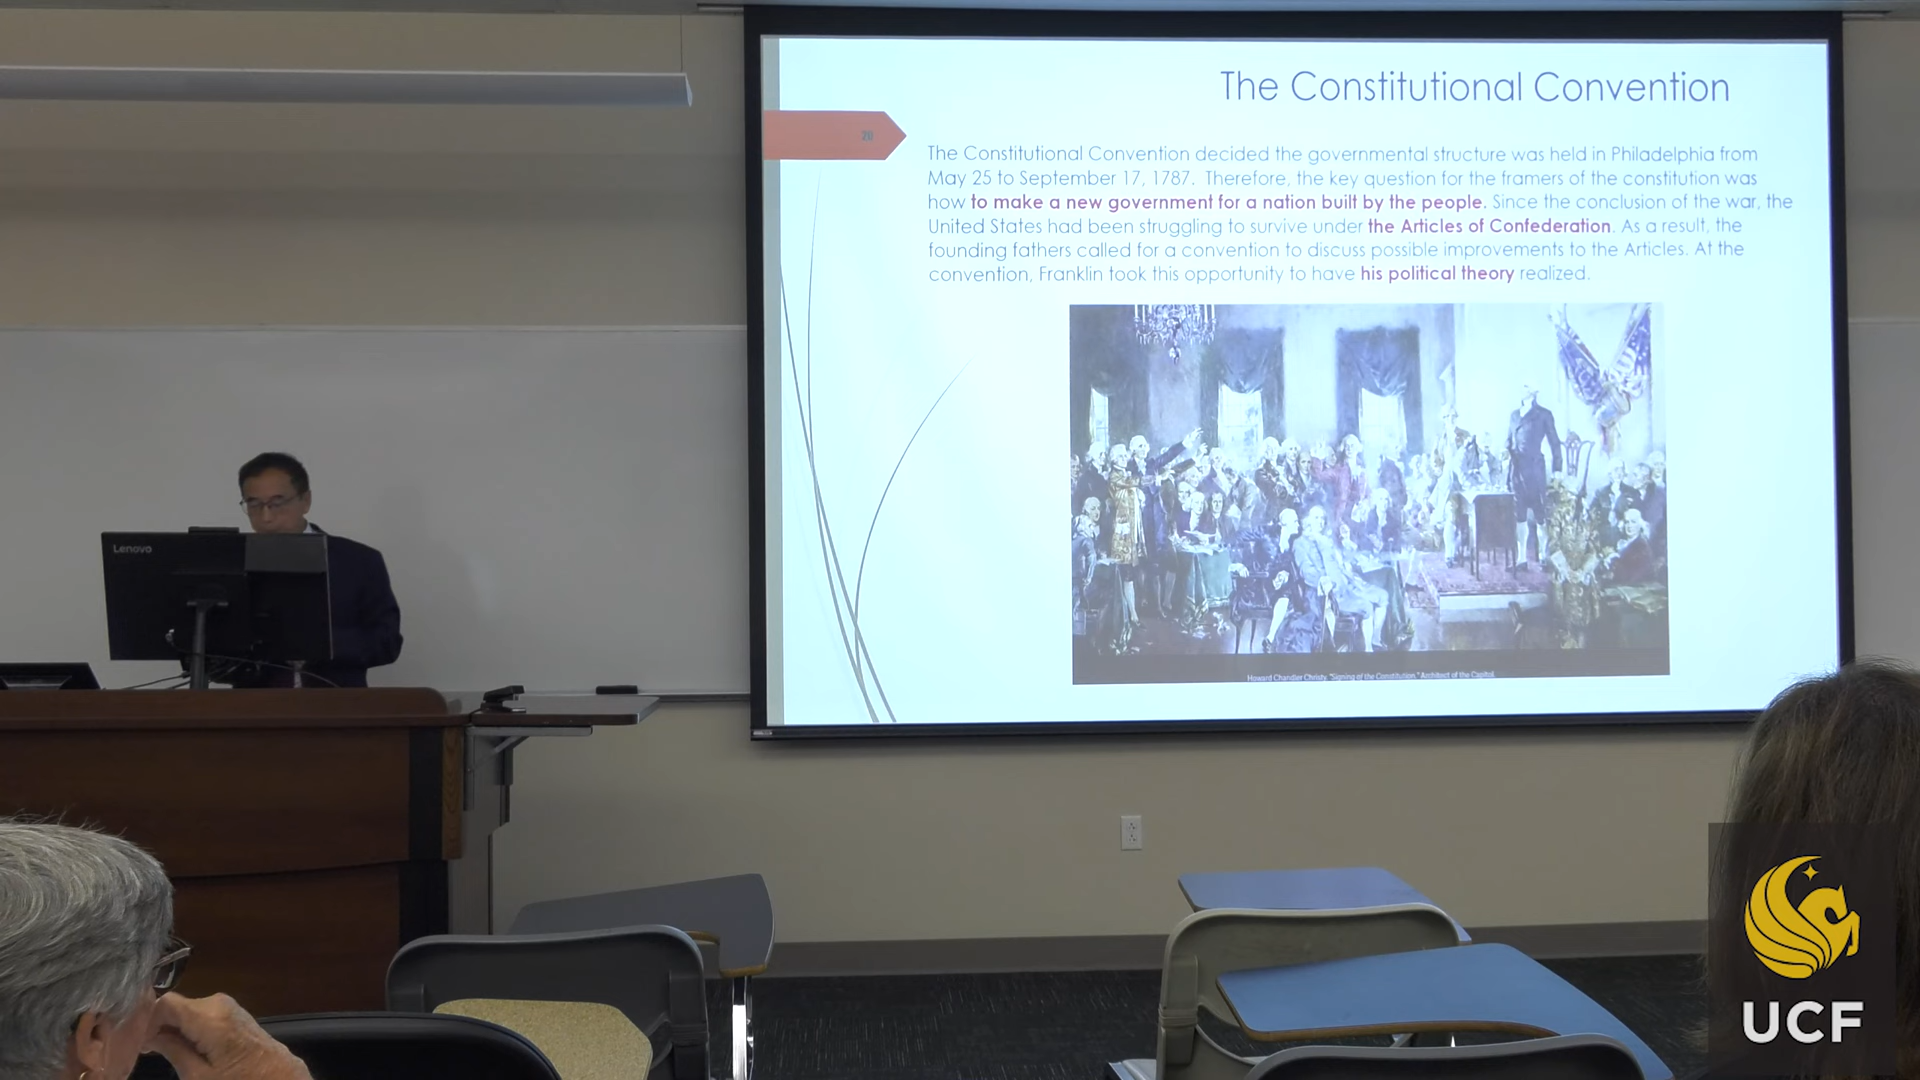 The Constitutional Convention
20
The Constitutional Convention decided the governmental structure was held in Philadelphia from
May 25 to September 17, 1787. Therefore, the key question for the framers of the constitution was
how to make a new government for a nation built by the people. Since the conclusion of the war, the
United States had been struggling to survive under the Articles of Confederation. As a result, the
founding fathers called for a convention to discuss possible improvements to the Articles. At the
convention, Franklin took this opportunity to have his political theory realized.
Howard Chandler Christy. "Signing of the Constitution." Architect of the Capitol.
Lenovo
UCF